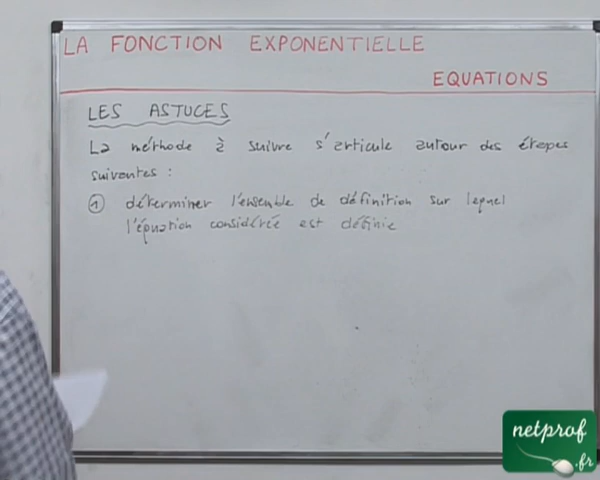 LA FONCTION EXPONENTIELLE
EQUATIONS
LES ASTUCES
La méthode à suivre s'articule autour des étapes
suivantes :
① déterminer l'ensemble de définition sur lequel
l'équation considérée est définie
netprof
.fr